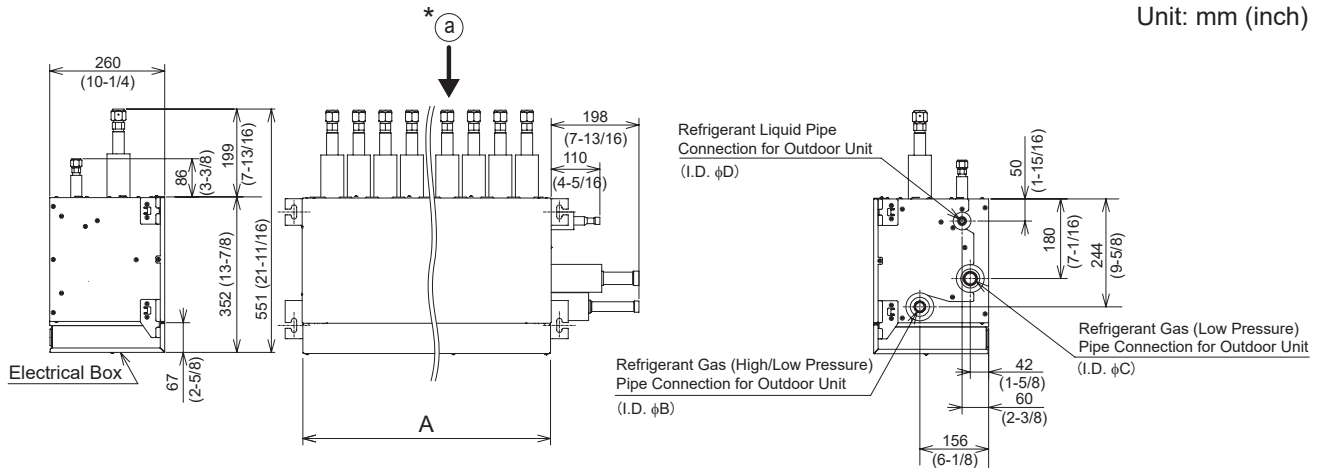 Unit: mm (inch)
* a
260
(10-1/4)
86
(3-3/8)
199
(7-13/16)
352 (13-7/8)
551 (21-11/16)
67
(2-5/8)
Electrical Box
198
(7-13/16)
110
(4-5/16)
A
Refrigerant Liquid Pipe
Connection for Outdoor Unit
(I.D. ϕD)
50
(1-15/16)
180
(7-1/16)
244
(9-5/8)
Refrigerant Gas (High/Low Pressure)
Pipe Connection for Outdoor Unit
(I.D. ϕB)
Refrigerant Gas (Low Pressure)
Pipe Connection for Outdoor Unit
(I.D. ϕC)
42
(1-5/8)
60
(2-3/8)
156
(6-1/8)